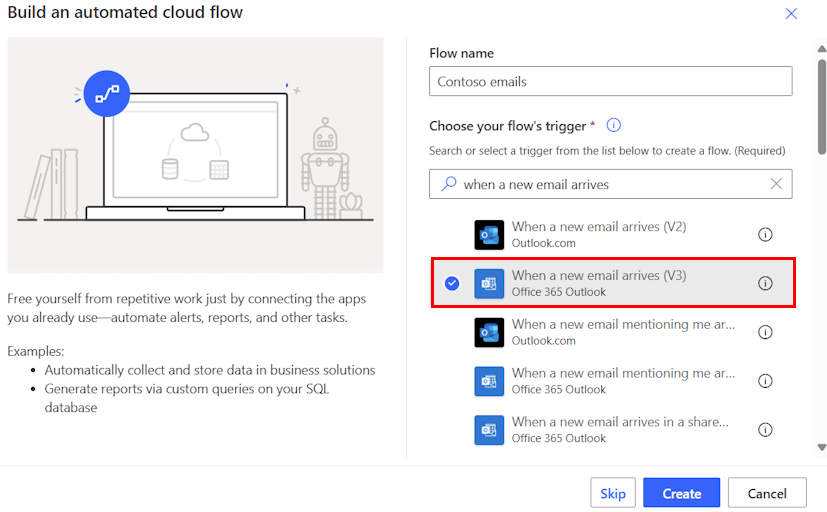 Build an automated cloud flow
Free yourself from repetitive work just by connecting the apps
you already use—automate alerts, reports, and other tasks.
Examples:
• Automatically collect and store data in business solutions
• Generate reports via custom queries on your SQL
database
Flow name
Contoso emails
Choose your flow's trigger *
Search or select a trigger from the list below to create a flow. (Required)
when a new email arrives
When a new email arrives (V2)
Outlook.com
When a new email arrives (V3)
Office 365 Outlook
When a new email mentioning me ar...
Outlook.com
When a new email mentioning me ar...
Office 365 Outlook
When a new email arrives in a share...
Office 365 Outlook
Skip
Create
Cancel